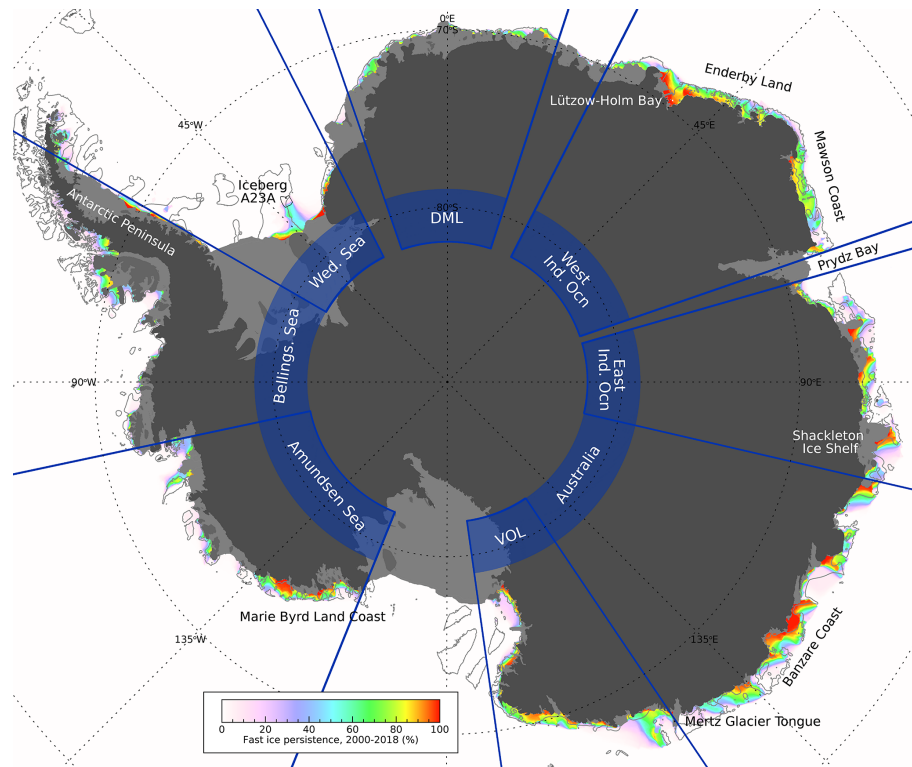 0°E
70°S
Enderby Land
Lützow-Holm Bay
45°W
45°E
Mawson Coast
Iceberg
A23A
Antarctic Peninsula
80°S
DML
Wed. Sea
West
Ind. Ocn
Prydz Bay
Bellings. Sea
East
Ind. Ocn
90°W
90°E
Shackleton
Ice Shelf
Amundsen Sea
Australia
VOL
Marie Byrd Land Coast
135°W
135°E
Banzare Coast
Mertz Glacier Tongue
0 20 40 60 80 100
Fast ice persistence, 2000-2018 (%)